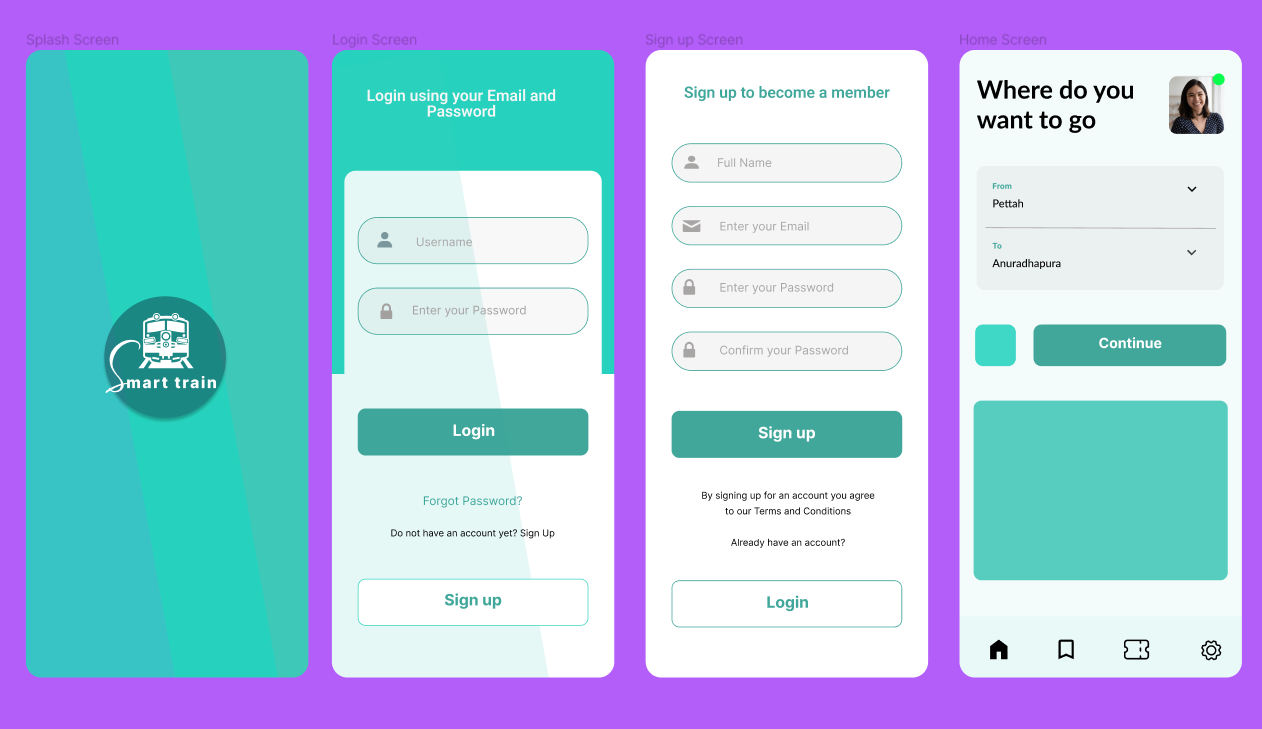 Splash Screen
Smart train
Login Screen
Login using your Email and
Password
Username
Enter your Password
Login
Forgot Password?
Do not have an account yet? Sign Up
Sign up
Sign up Screen
Sign up to become a member
Full Name
Enter your Email
Enter your Password
Confirm your Password
Sign up
By signing up for an account you agree
to our Terms and Conditions
Already have an account?
Login
Home Screen
Where do you
want to go
From
Pettah
To
Anuradhapura
Continue